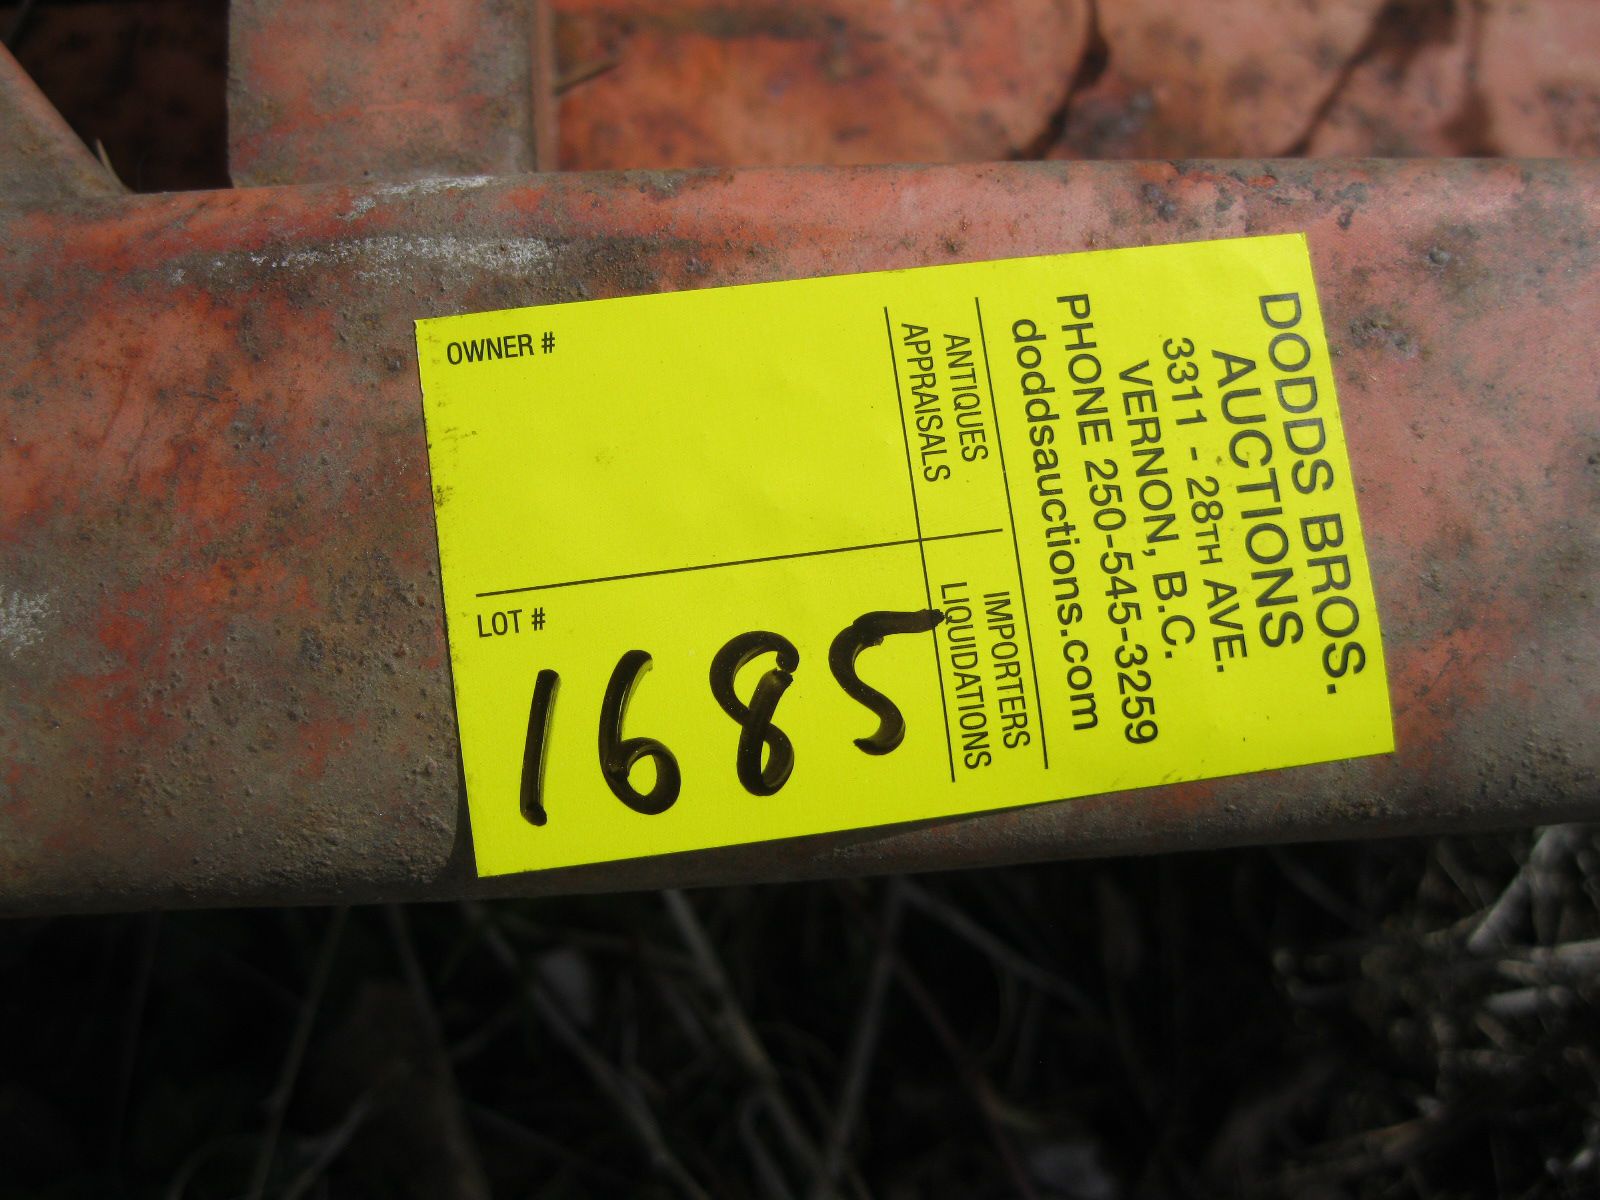 DODDS BROS.
AUCTIONS
3311 - 28TH AVE.
VERNON, B.C.
PHONE 250-545-3259
doddsauctions.com
ANTIQUES
APPRAISALS
IMPORTERS
LIQUIDATIONS
OWNER #
LOT #
1685